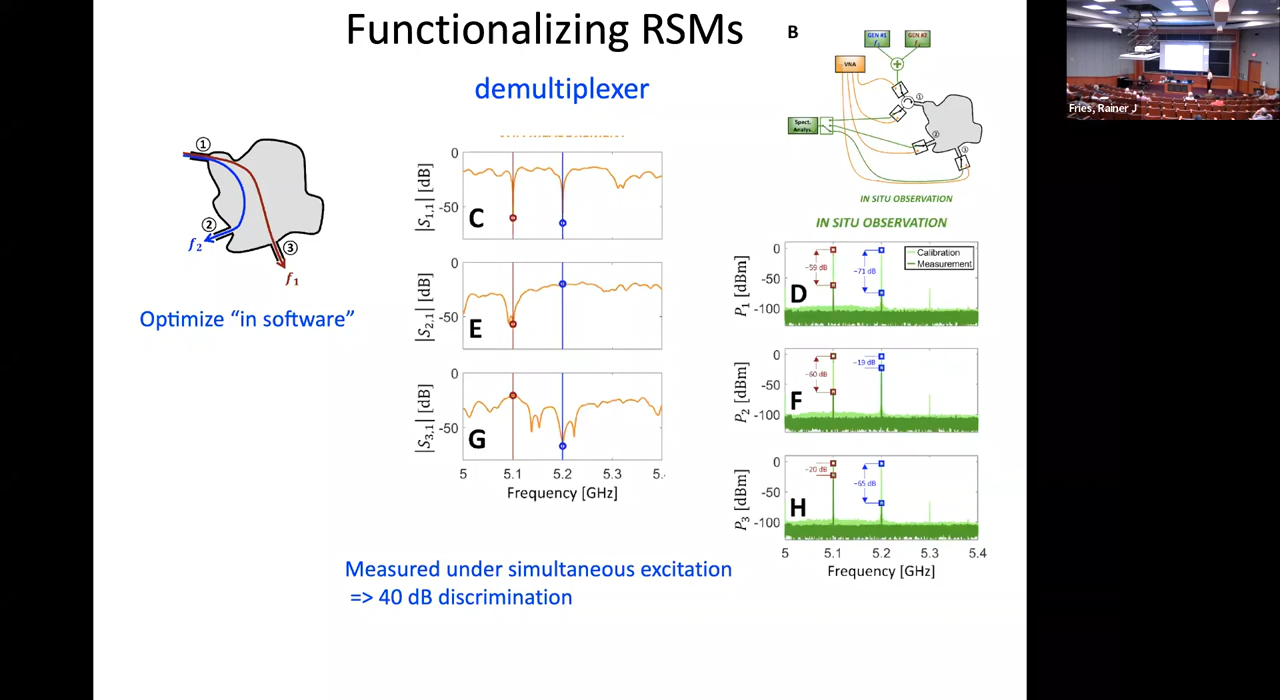 Functionalizing RSMs
demultiplexer
B
GEN #1
f₁
GEN #2
f₂
VNA
Spect.
Analys.
①
②
③
IN SITU OBSERVATION
IN SITU OBSERVATION
①
②
f₂
③
f₁
Optimize “in software”
|S₁,₁| [dB]
0
-50
C
|S₂,₁| [dB]
0
-50
E
|S₃,₁| [dB]
0
-50
G
5 5.1 5.2 5.3 5.
Frequency [GHz]
P₁ [dBm]
0
-50
-100
~59 dB
~71 dB
Calibration
Measurement
D
P₂ [dBm]
0
-50
-100
~60 dB
~19 dB
F
P₃ [dBm]
0
-50
-100
~20 dB
~65 dB
H
5 5.1 5.2 5.3 5.4
Frequency [GHz]
Measured under simultaneous excitation
=> 40 dB discrimination
Fries, Rainer J